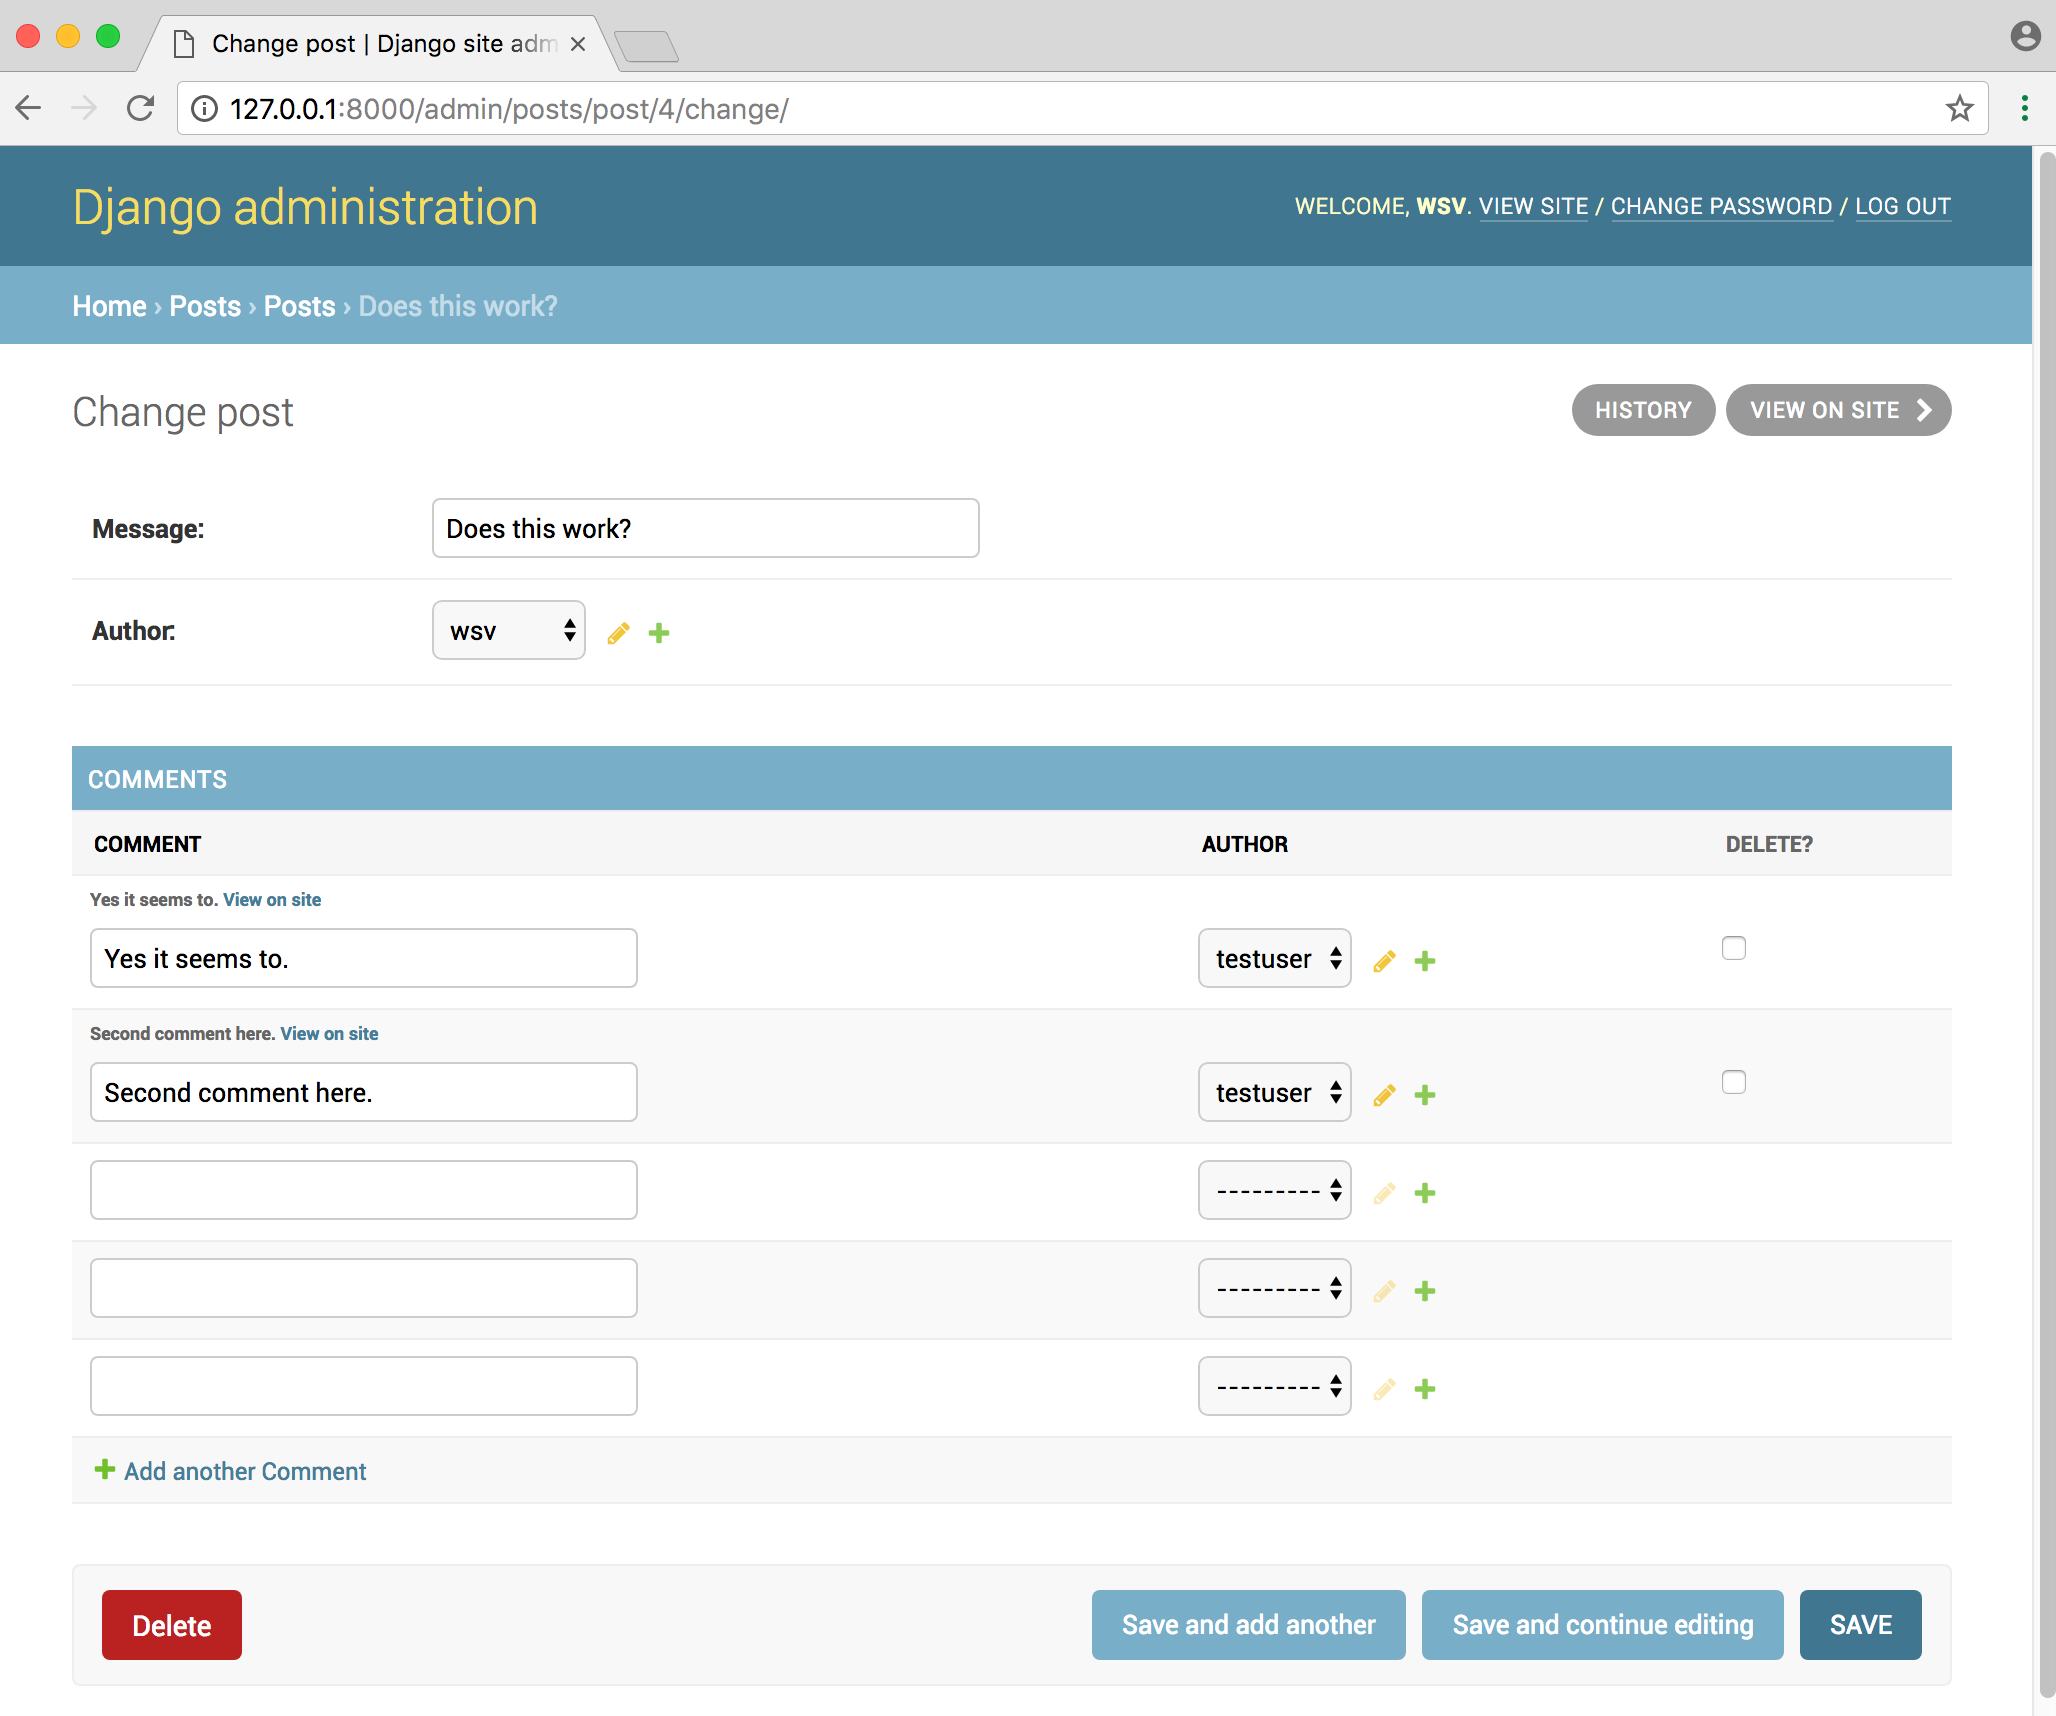 Change post | Django site adm
127.0.0.1:8000/admin/posts/post/4/change/
Django administration
WELCOME, WSV. VIEW SITE / CHANGE PASSWORD / LOG OUT
Home › Posts › Posts › Does this work?
Change post
HISTORY
VIEW ON SITE
Message:
Does this work?
Author:
wsv
COMMENTS
COMMENT
AUTHOR
DELETE?
Yes it seems to. View on site
Yes it seems to.
testuser
Second comment here. View on site
Second comment here.
testuser
---------
---------
---------
Add another Comment
Delete
Save and add another
Save and continue editing
SAVE